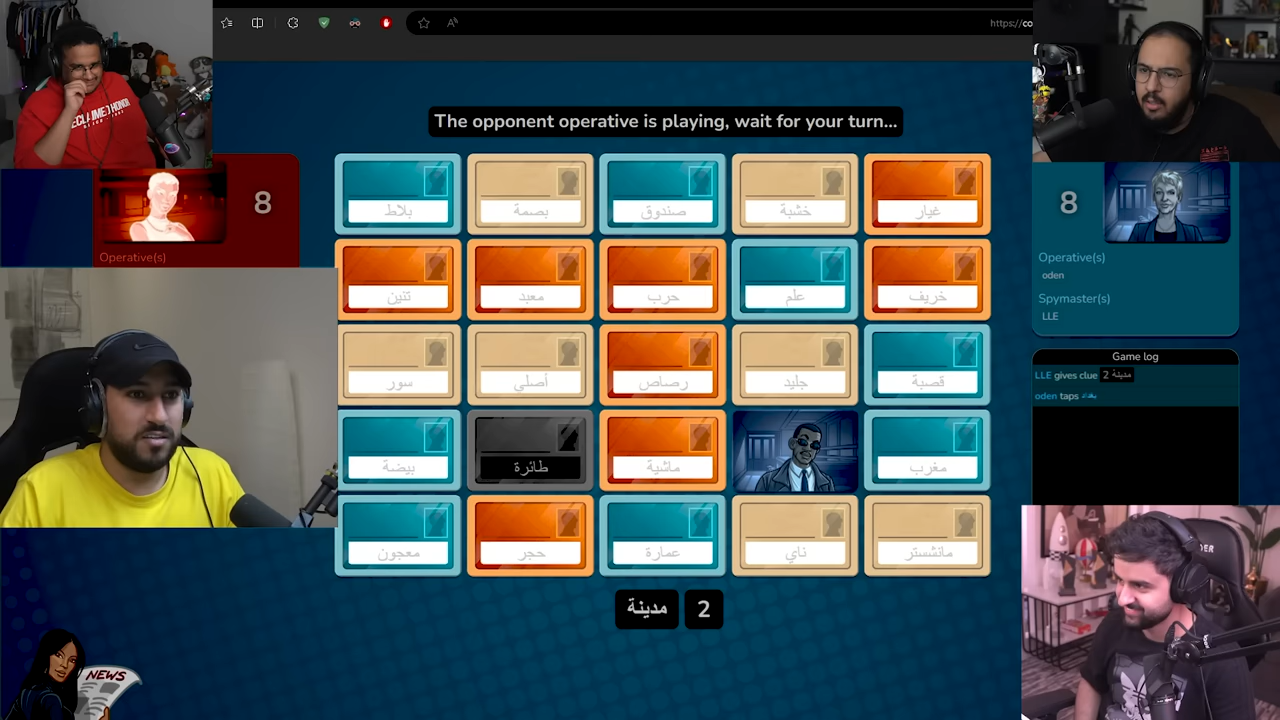 https://co
The opponent operative is playing, wait for your turn...
8
Operative(s)
8
Operative(s)
oden
Spymaster(s)
LLE
بلاط
بصمة
صندوق
خشبة
غيار
تنين
معبد
حرب
علم
خريف
سور
أصلي
رصاص
جليد
قصبة
بيضة
طائرة
ماشية
مغرب
معجون
حجر
عمارة
ناي
مانشستر
مدينة 2
Game log
LLE gives clue مدينة 2
oden taps
NEWS